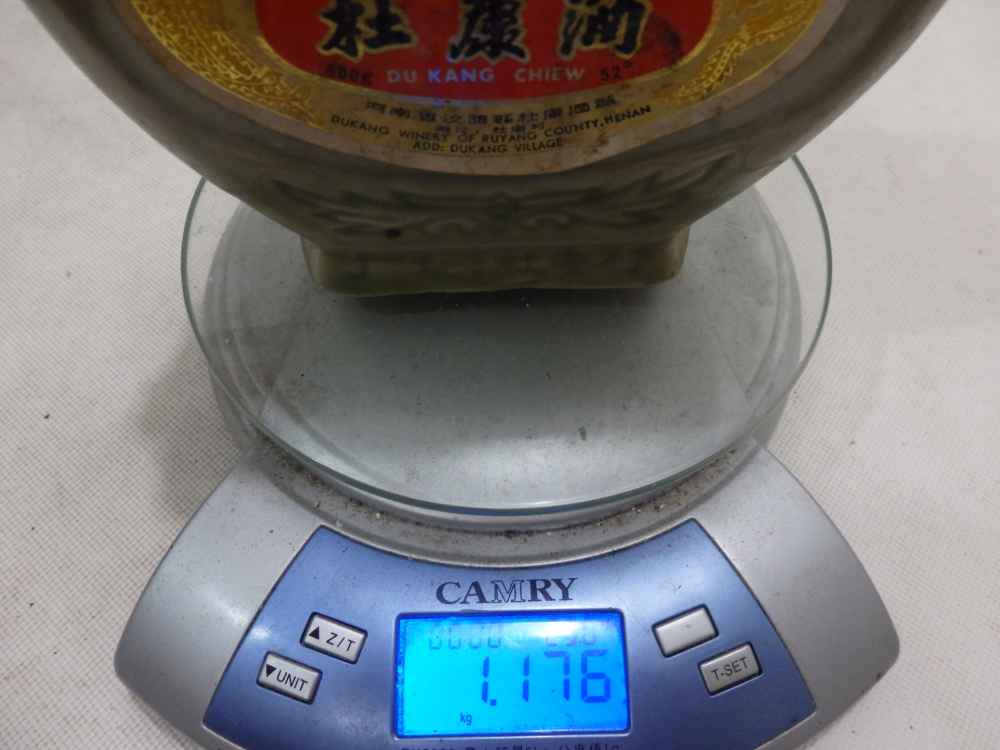 杜康酒
500g DU KANG CHIEW 52°
DUKANG WINERY OF RUYANG COUNTY, HENAN
ADD: DUKANG VILLAGE
CAMRY
▲ Z/T
▼UNIT
T-SET
1.176
kg